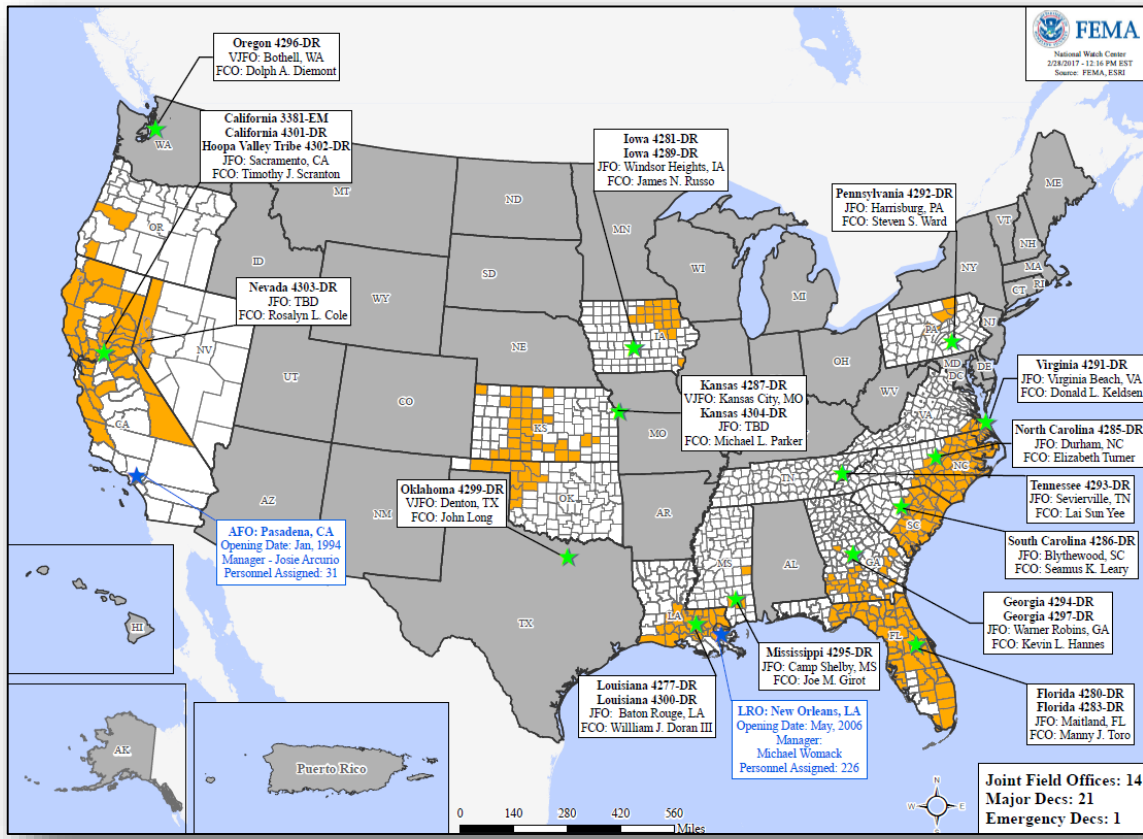 FEMA
National Watch Center
2/28/2017 - 12:16 PM EST
Source: FEMA, ESRI
Oregon 4296-DR
VJFO: Bothell, WA
FCO: Dolph A. Diemont
California 3381-EM
California 4301-DR
Hoopa Valley Tribe 4302-DR
JFO: Sacramento, CA
FCO: Timothy J. Scranton
Nevada 4303-DR
JFO: TBD
FCO: Rosalyn L. Cole
Iowa 4281-DR
Iowa 4289-DR
JFO: Windsor Heights, IA
FCO: James N. Russo
Pennsylvania 4292-DR
JFO: Harrisburg, PA
FCO: Steven S. Ward
Kansas 4287-DR
VJFO: Kansas City, MO
Kansas 4304-DR
JFO: TBD
FCO: Michael L. Parker
Virginia 4291-DR
JFO: Virginia Beach, VA
FCO: Donald L. Keldsen
North Carolina 4285-DR
JFO: Durham, NC
FCO: Elizabeth Turner
Tennessee 4293-DR
JFO: Sevierville, TN
FCO: Lai Sun Yee
South Carolina 4286-DR
JFO: Blythewood, SC
FCO: Seamus K. Leary
Georgia 4294-DR
Georgia 4297-DR
JFO: Warner Robins, GA
FCO: Kevin L. Hannes
Florida 4280-DR
Florida 4283-DR
JFO: Maitland, FL
FCO: Manny J. Toro
Oklahoma 4299-DR
VJFO: Denton, TX
FCO: John Long
AFO: Pasadena, CA
Opening Date: Jan, 1994
Manager - Josie Arcurio
Personnel Assigned: 31
Mississippi 4295-DR
JFO: Camp Shelby, MS
FCO: Joe M. Girot
Louisiana 4277-DR
Louisiana 4300-DR
JFO: Baton Rouge, LA
FCO: Willliam J. Doran III
LRO: New Orleans, LA
Opening Date: May, 2006
Manager:
Michael Womack
Personnel Assigned: 226
WA
OR
CA
NV
ID
MT
WY
UT
AZ
CO
NM
ND
SD
NE
KS
OK
TX
MN
IA
MO
AR
LA
WI
MI
OH
TN
MS
AL
GA
FL
SC
NC
VA
WV
PA
NY
ME
VT
NH
MA
RI
CT
NJ
DE
MD
DC
HI
AK
Puerto Rico
0 140 280 420 560
Miles
N
W E
S
Joint Field Offices: 14
Major Decs: 21
Emergency Decs: 1